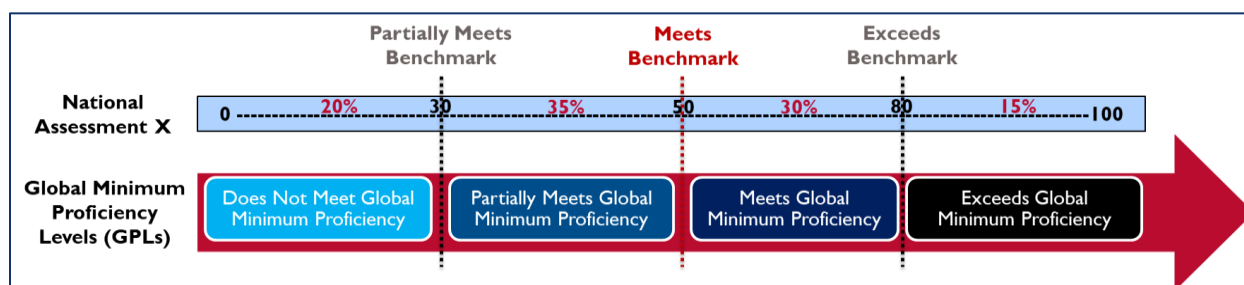 Partially Meets
Benchmark
Meets
Benchmark
Exceeds
Benchmark
National
Assessment X
0 20% 30 35% 50 30% 80 15% 100
Global Minimum
Proficiency
Levels (GPLs)
Does Not Meet Global
Minimum Proficiency
Partially Meets Global
Minimum Proficiency
Meets Global
Minimum Proficiency
Exceeds Global
Minimum Proficiency